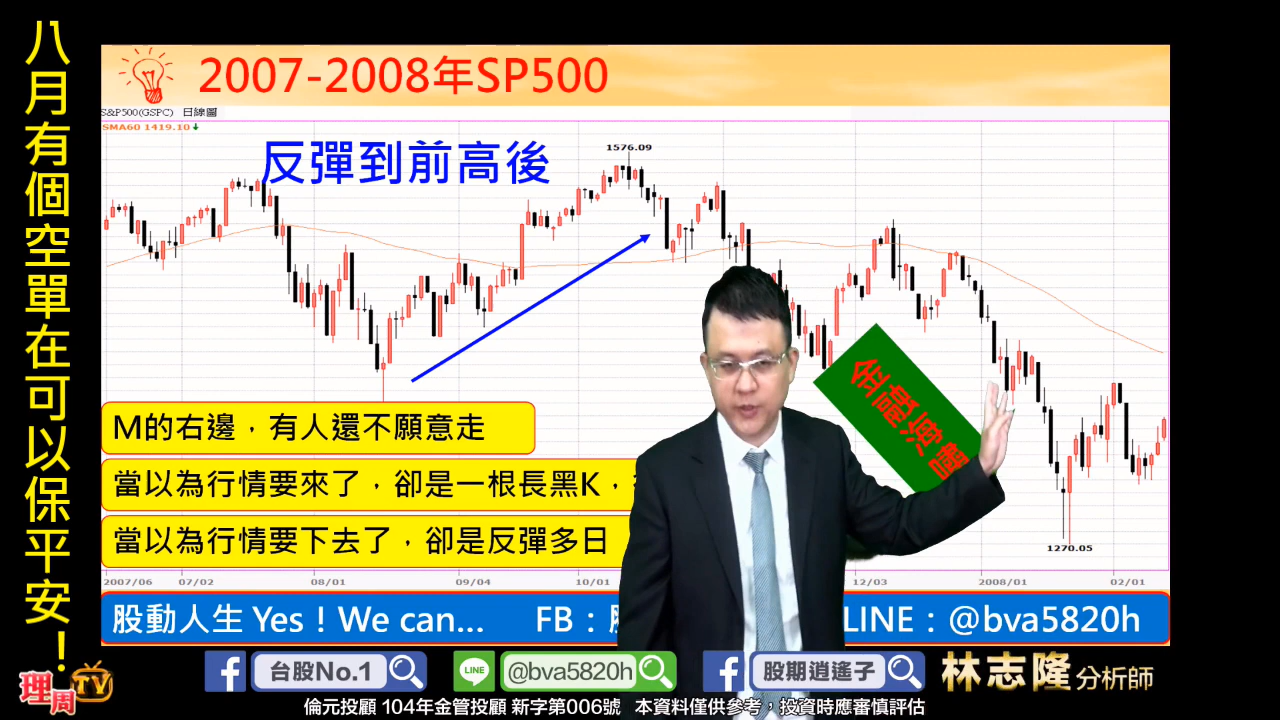 八月有個空單在可以保平安！
2007-2008年SP500
S&P500(GSPC) 日線圖
SMA60 1419.10
反彈到前高後
1576.09
金融海嘯
M的右邊，有人還不願意走
當以為行情要來了，卻是一根長黑K，
當以為行情要下去了，卻是反彈多日
1270.05
2007/06 07/02 08/01 09/04 10/01 12/03 2008/01 02/01
股動人生 Yes！We can... FB： LINE：@bva5820h
理周TV
台股No.1
LINE
@bva5820h
股期逍遙子
林志隆 分析師
倫元投顧 104年金管投顧 新字第006號 本資料僅供參考，投資時應審慎評估